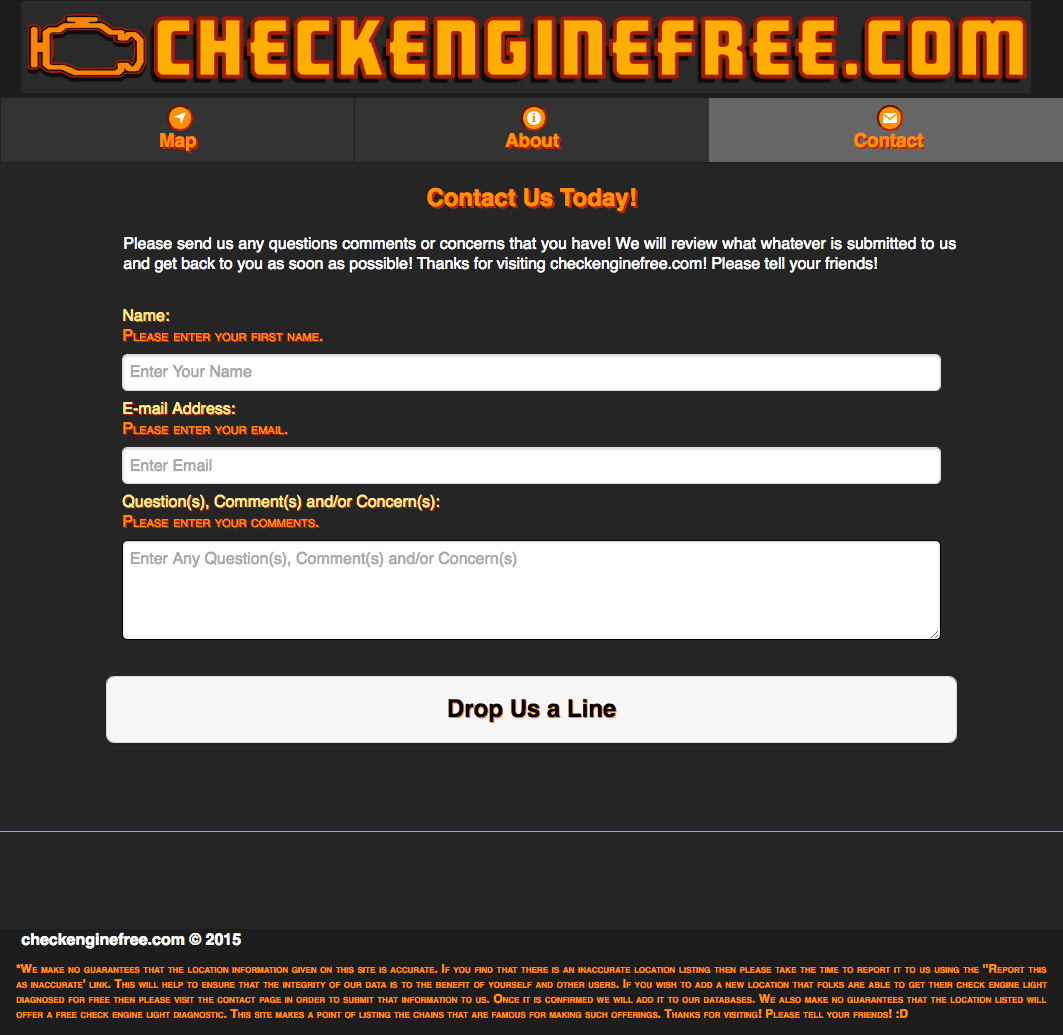 CHECKENGINEFREE.COM
Map
About
Contact
Contact Us Today!
Please send us any questions comments or concerns that you have! We will review what whatever is submitted to us
and get back to you as soon as possible! Thanks for visiting checkenginefree.com! Please tell your friends!
Name:
Please enter your first name.
Enter Your Name
E-mail Address:
Please enter your email.
Enter Email
Question(s), Comment(s) and/or Concern(s):
Please enter your comments.
Enter Any Question(s), Comment(s) and/or Concern(s)
Drop Us a Line
checkenginefree.com © 2015
*We make no guarantees that the location information given on this site is accurate. If you find that there is an inaccurate location listing then please take the time to report it to us using the "Report this
as inaccurate' link. This will help to ensure that the integrity of our data is to the benefit of yourself and other users. If you wish to add a new location that folks are able to get their check engine light
diagnosed for free then please visit the contact page in order to submit that information to us. Once it is confirmed we will add it to our databases. We also make no guarantees that the location listed will
offer a free check engine light diagnostic. This site makes a point of listing the chains that are famous for making such offerings. Thanks for visiting! Please tell your friends! :D